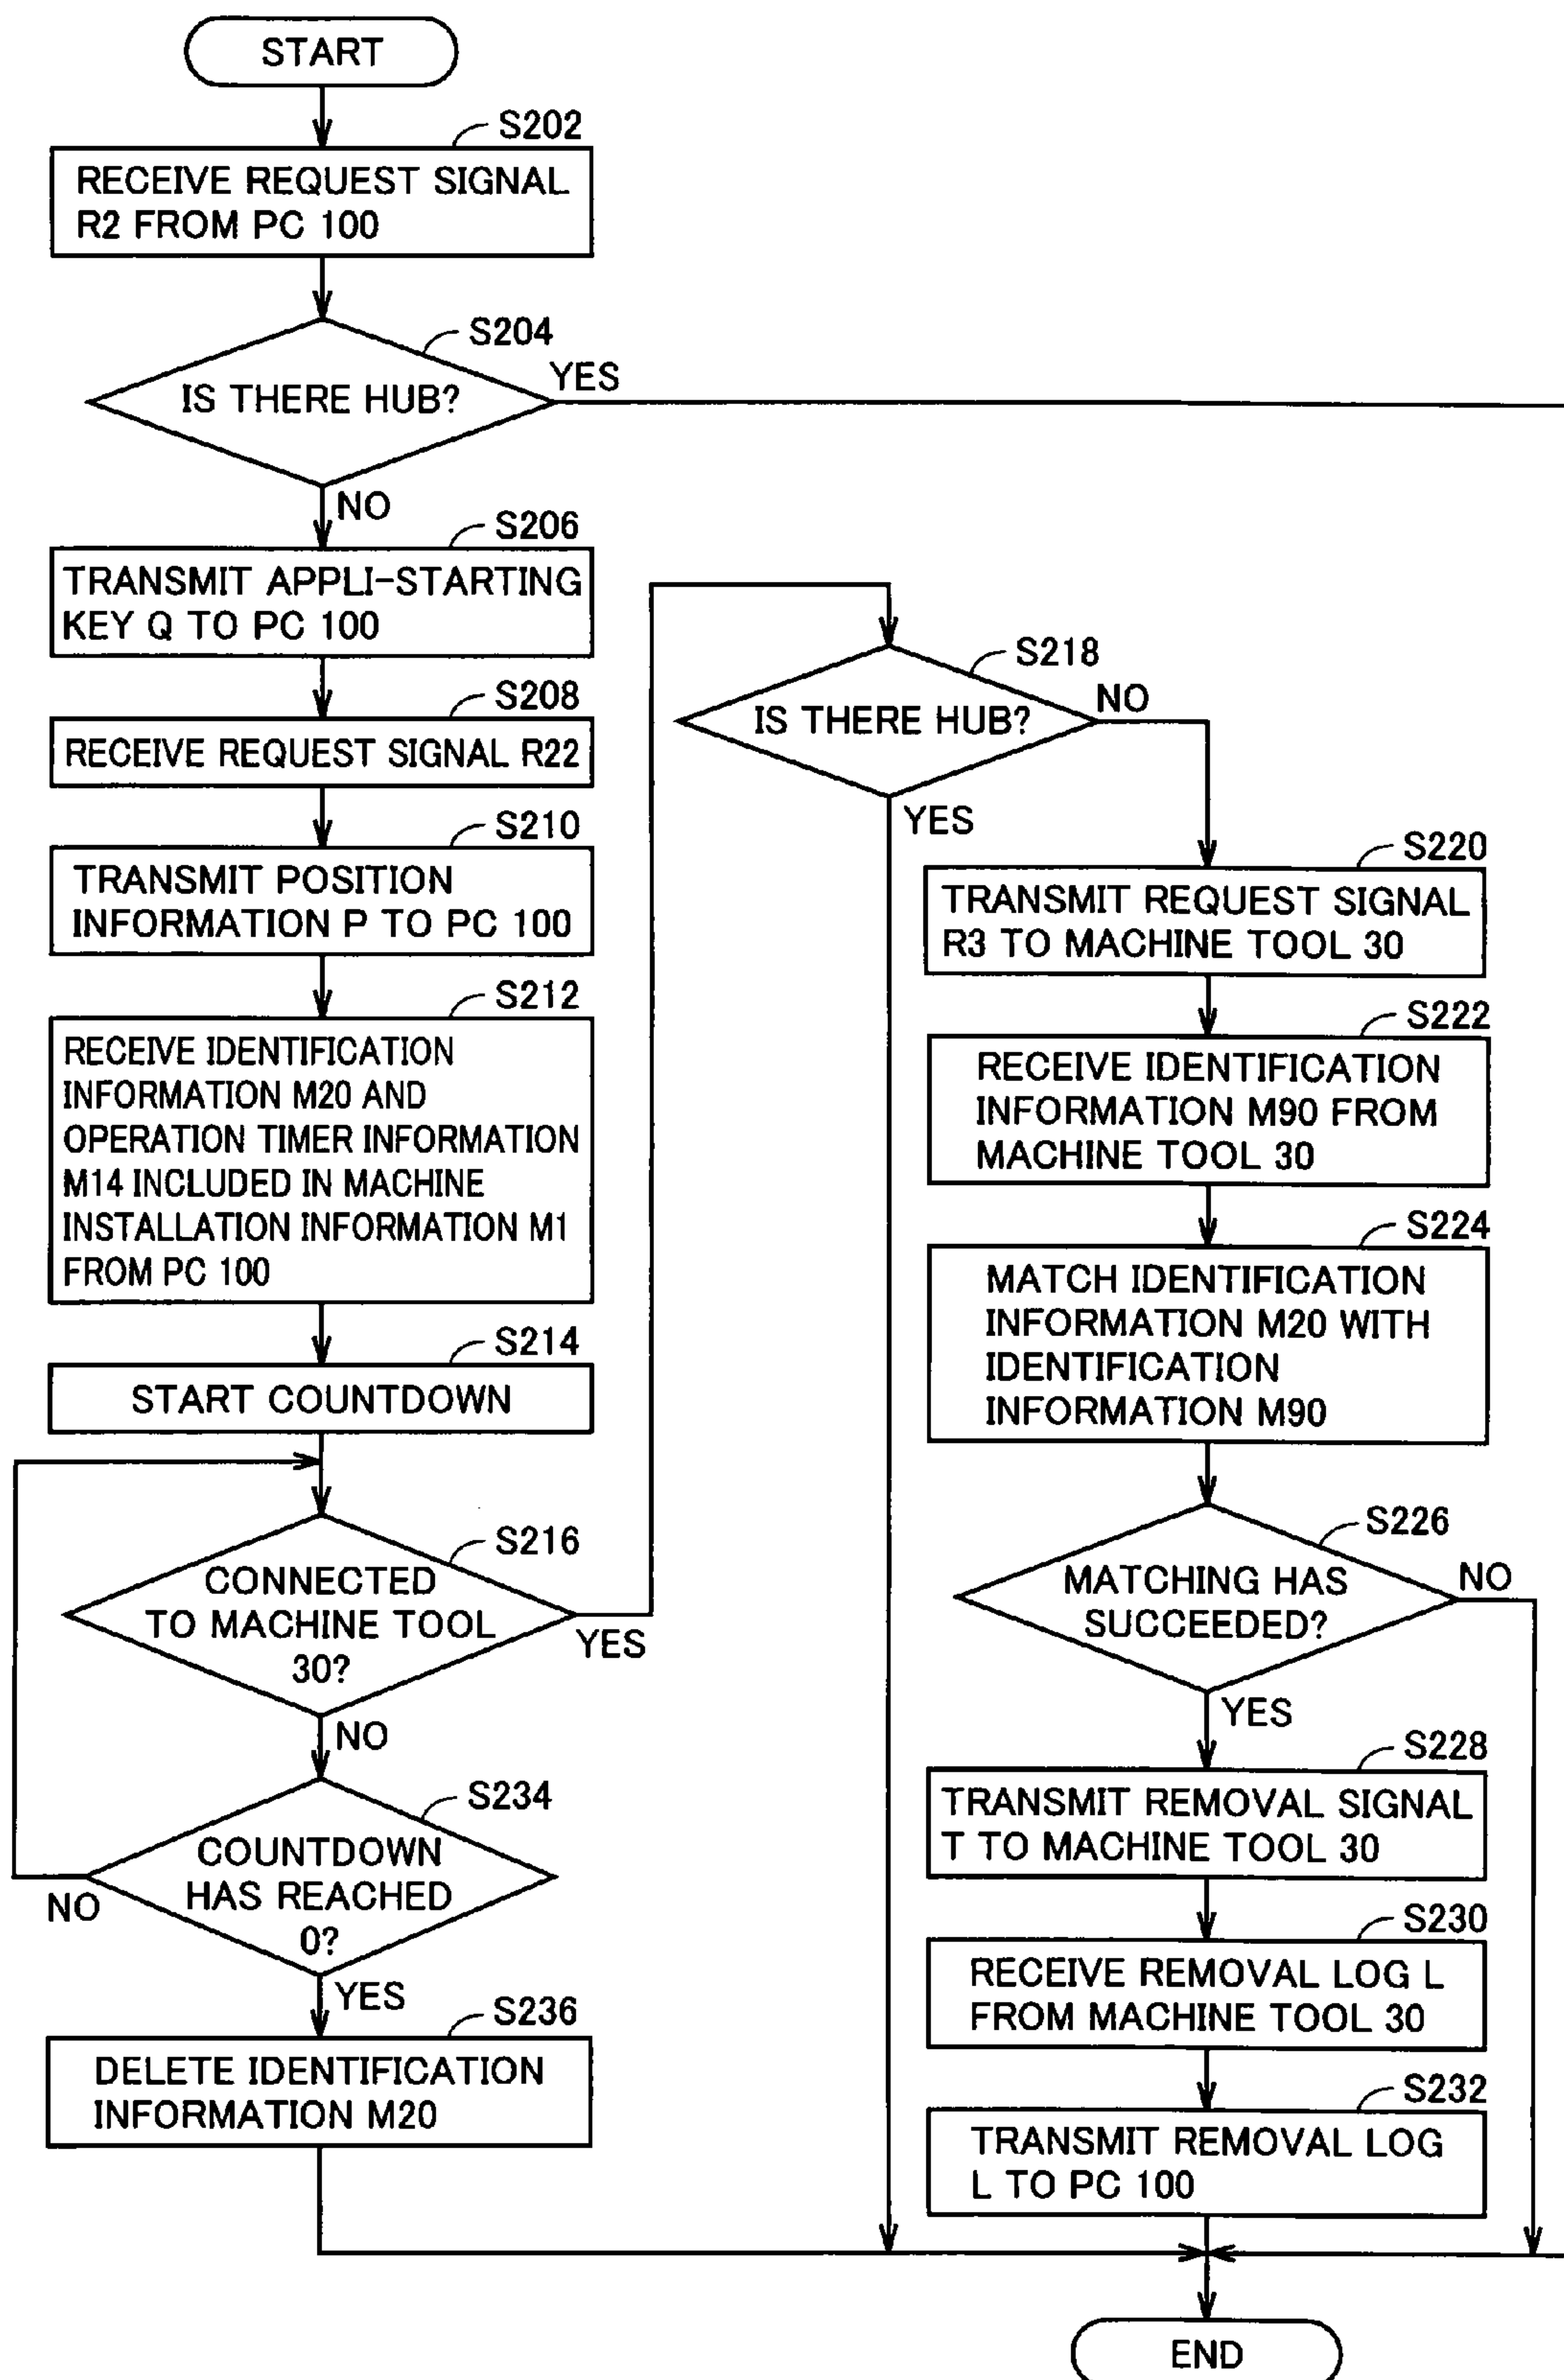 START
S202
RECEIVE REQUEST SIGNAL
R2 FROM PC 100
S204
IS THERE HUB?
YES
NO
S206
TRANSMIT APPLI-STARTING
KEY Q TO PC 100
S208
RECEIVE REQUEST SIGNAL R22
S210
TRANSMIT POSITION
INFORMATION P TO PC 100
S212
RECEIVE IDENTIFICATION
INFORMATION M20 AND
OPERATION TIMER INFORMATION
M14 INCLUDED IN MACHINE
INSTALLATION INFORMATION M1
FROM PC 100
S214
START COUNTDOWN
S216
CONNECTED
TO MACHINE TOOL
30?
YES
NO
S234
COUNTDOWN
HAS REACHED
0?
NO
YES
S236
DELETE IDENTIFICATION
INFORMATION M20
S218
IS THERE HUB?
NO
YES
S220
TRANSMIT REQUEST SIGNAL
R3 TO MACHINE TOOL 30
S222
RECEIVE IDENTIFICATION
INFORMATION M90 FROM
MACHINE TOOL 30
S224
MATCH IDENTIFICATION
INFORMATION M20 WITH
IDENTIFICATION
INFORMATION M90
S226
MATCHING HAS
SUCCEEDED?
NO
YES
S228
TRANSMIT REMOVAL SIGNAL
T TO MACHINE TOOL 30
S230
RECEIVE REMOVAL LOG L
FROM MACHINE TOOL 30
S232
TRANSMIT REMOVAL LOG
L TO PC 100
END